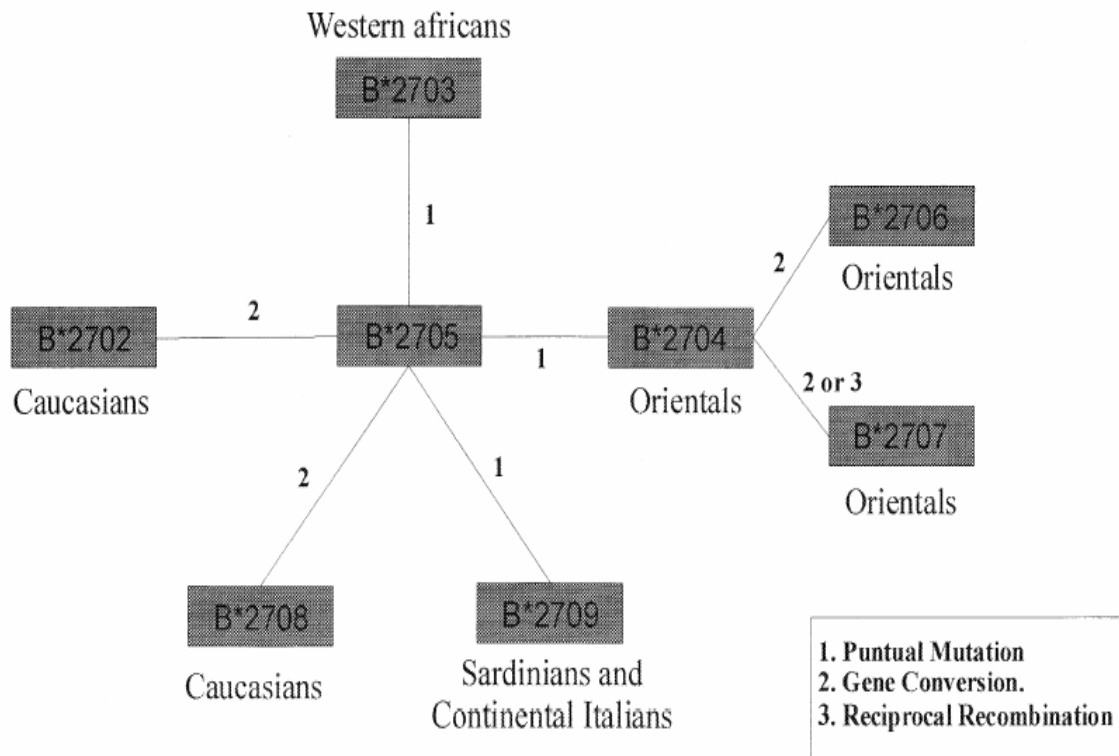 Western africans
B*2703
1
B*2706
Orientals
2
2
B*2702
B*2705
B*2704
1
Caucasians
Orientals
2 or 3
B*2707
Orientals
2
1
B*2708
B*2709
Caucasians
Sardinians and
Continental Italians
1. Puntual Mutation
2. Gene Conversion.
3. Reciprocal Recombination